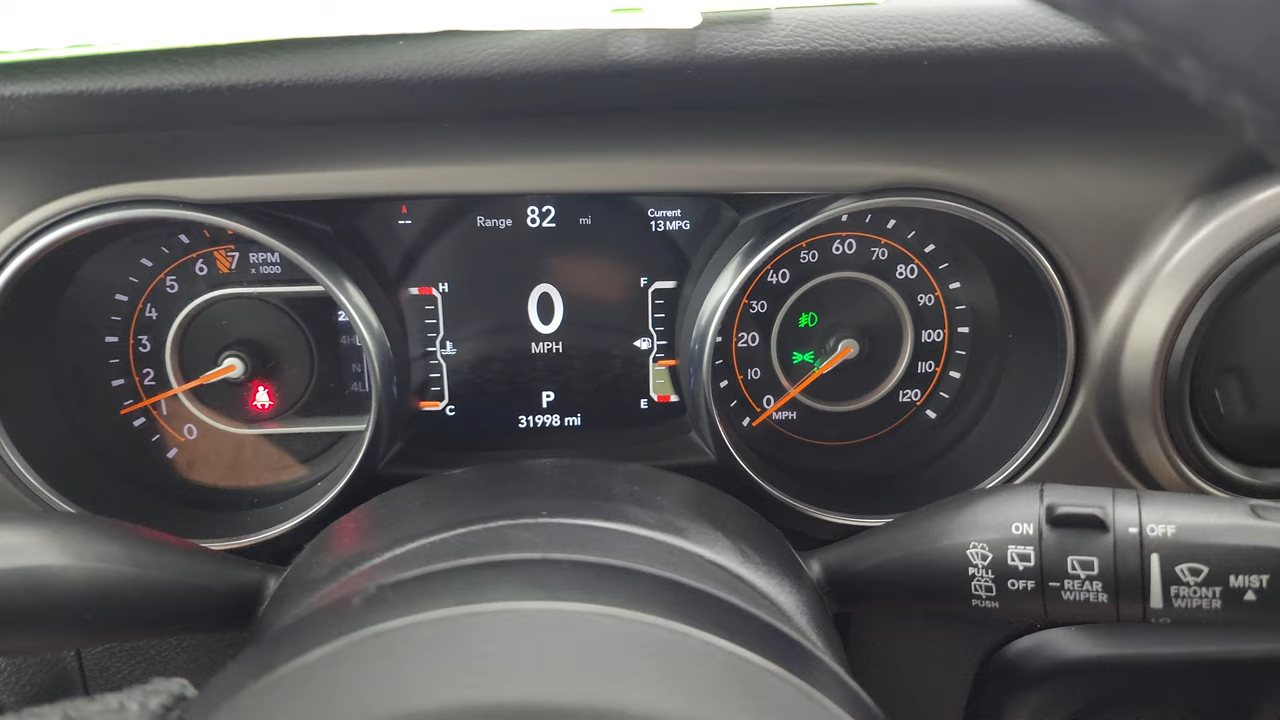 7
6
RPM
x 1000
5
4
3
2
1
0
4H
N
4L
--
Range 82 mi
Current
13 MPG
H
C
0
MPH
P
31998 mi
F
E
60
50
70
40
80
30
90
20
100
10
110
0
120
MPH
ON
PULL
OFF
PUSH
REAR
WIPER
OFF
FRONT
WIPER
MIST